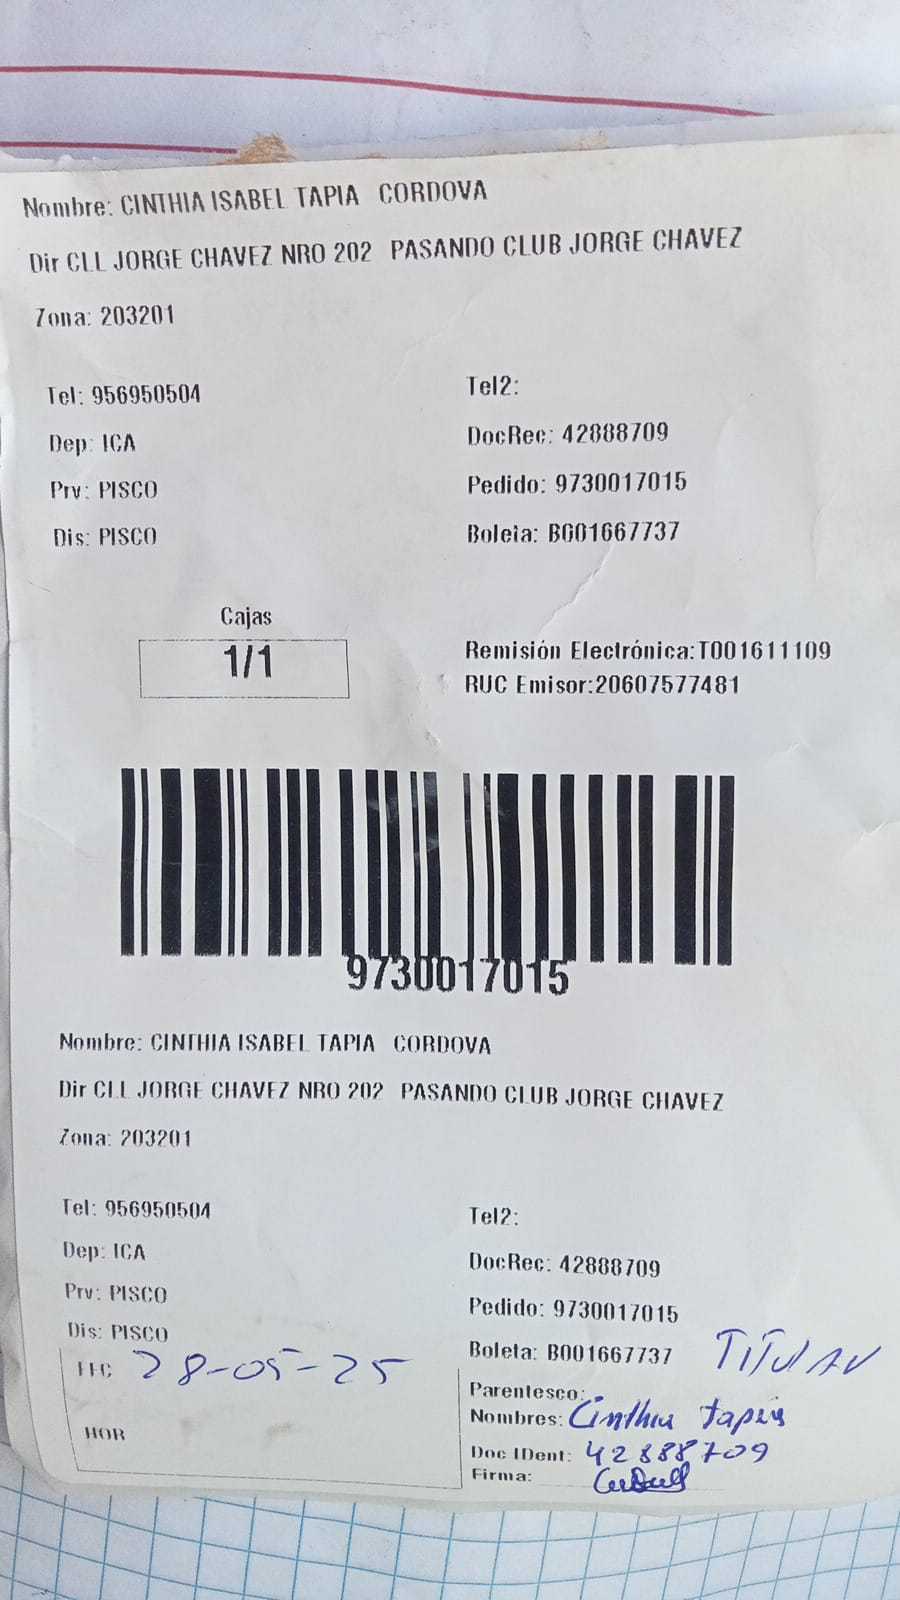 Nombre: CINTHIA ISABEL TAPIA CORDOVA
Dir CLL JORGE CHAVEZ NRO 202 PASANDO CLUB JORGE CHAVEZ
Zona: 203201
Tel: 956950504 Tel2:
Dep: ICA DocRec: 42888709
Prv: PISCO Pedido: 9730017015
Dis: PISCO Boleta: B001667737
Cajas
1/1
Remisión Electrónica:T001611109
RUC Emisor:20607577481
9730017015
Nombre: CINTHIA ISABEL TAPIA CORDOVA
Dir CLL JORGE CHAVEZ NRO 202 PASANDO CLUB JORGE CHAVEZ
Zona: 203201
Tel: 956950504 Tel2:
Dep: ICA DocRec: 42888709
Prv: PISCO Pedido: 9730017015
Dis: PISCO Boleta: B001667737 TITULAR
FEC 28-05-25
Parentesco:
Nombres: Cinthia tapia
HOR
Doc IDent: 42888709
Firma: